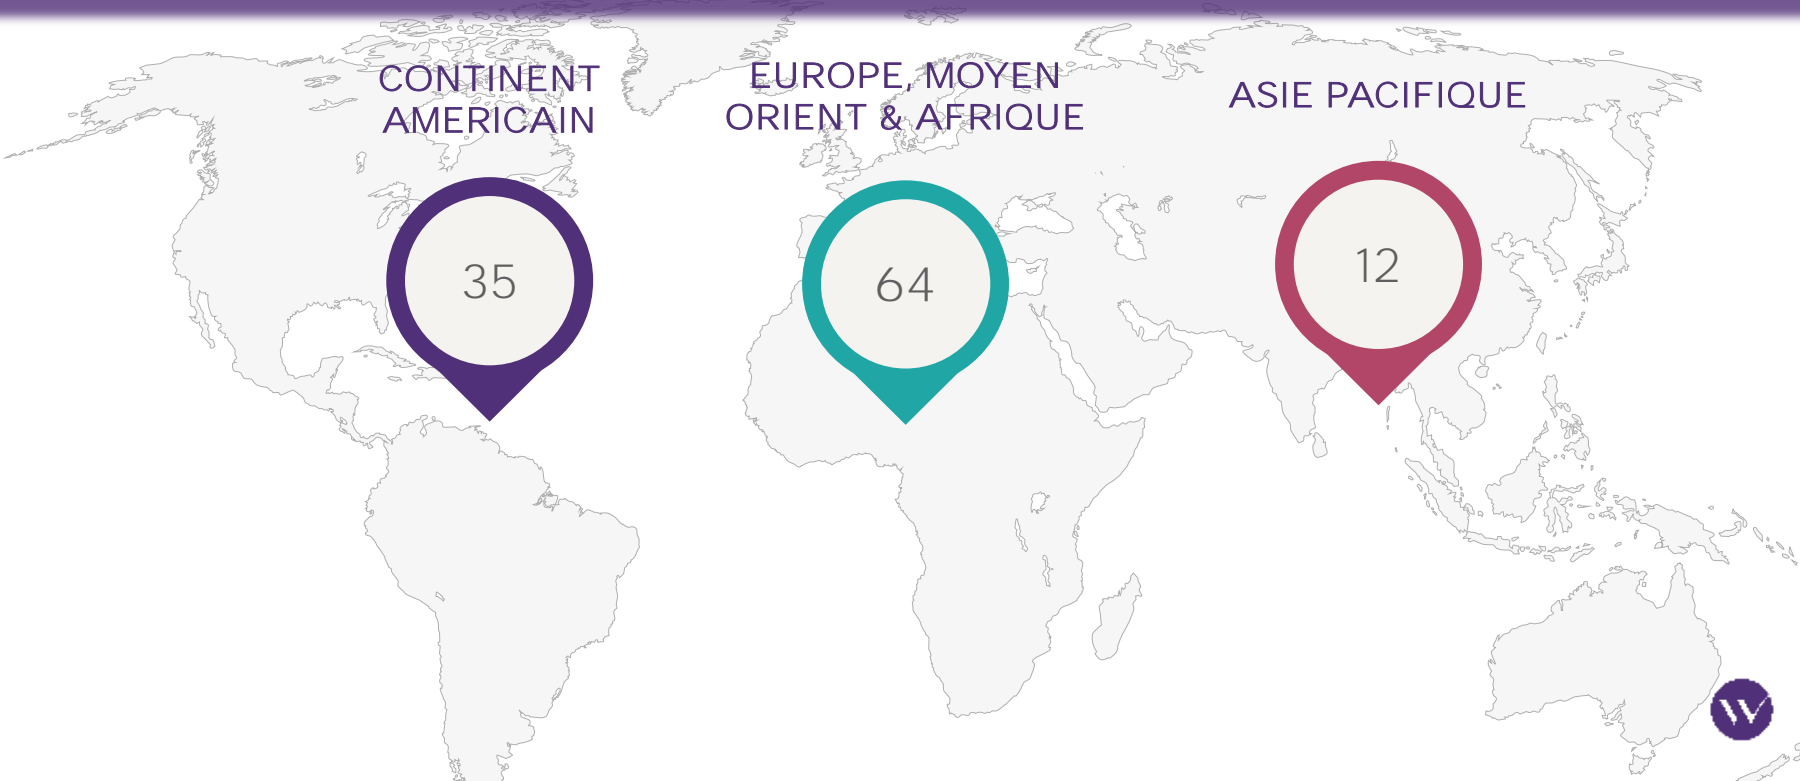 CONTINENT
AMERICAIN
EUROPE, MOYEN
ORIENT & AFRIQUE
ASIE PACIFIQUE
35
64
12
W